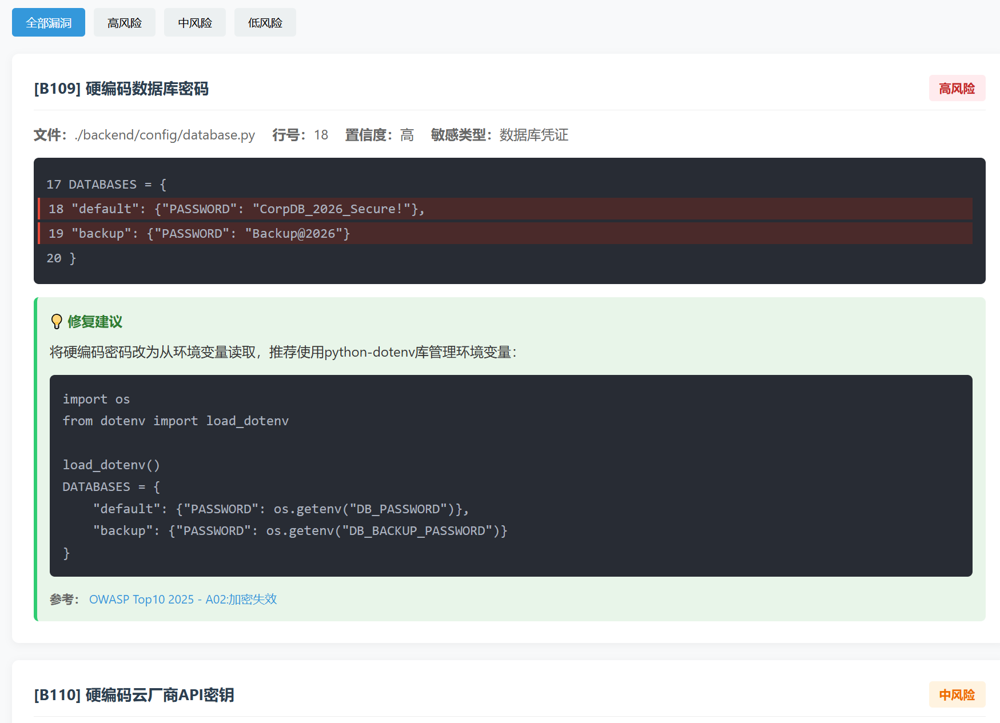 全部漏洞 高风险 中风险 低风险
[B109] 硬编码数据库密码 高风险
文件： ./backend/config/database.py 行号： 18 置信度： 高 敏感类型： 数据库凭证
17 DATABASES = {
18 "default": {"PASSWORD": "CorpDB_2026_Secure!"},
19 "backup": {"PASSWORD": "Backup@2026"}
20 }
修复建议
将硬编码密码改为从环境变量读取，推荐使用python-dotenv库管理环境变量：
import os
from dotenv import load_dotenv
load_dotenv()
DATABASES = {
    "default": {"PASSWORD": os.getenv("DB_PASSWORD")},
    "backup": {"PASSWORD": os.getenv("DB_BACKUP_PASSWORD")}
}
参考： OWASP Top10 2025 - A02:加密失效
[B110] 硬编码云厂商API密钥 中风险